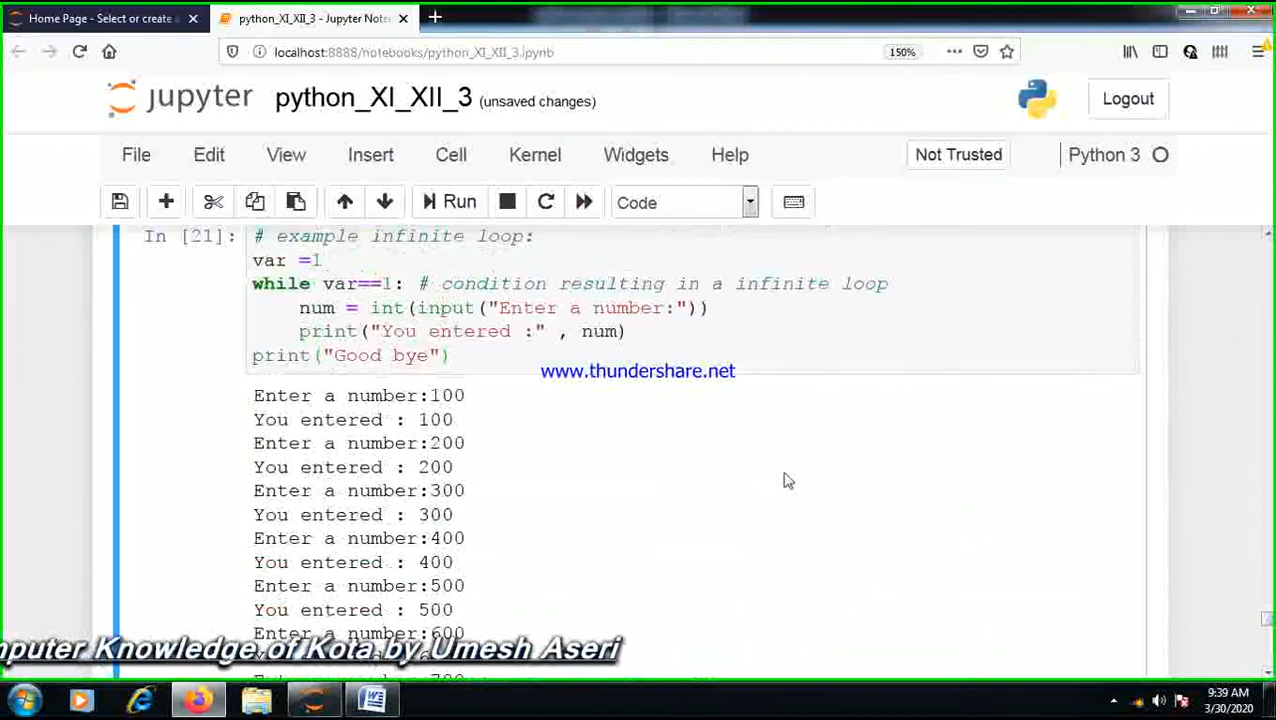 Home Page - Select or create
python_XI_XII_3 - Jupyter Note
localhost:8888/notebooks/python_XI_XII_3.ipynb
150%
jupyter python_XI_XII_3 (unsaved changes)
Logout
File Edit View Insert Cell Kernel Widgets Help
Not Trusted
Python 3
Run
Code
In [21]: # example infinite loop:
var =1
while var==1: # condition resulting in a infinite loop
num = int(input("Enter a number:"))
print("You entered :" , num)
print("Good bye")
www.thundershare.net
Enter a number:100
You entered : 100
Enter a number:200
You entered : 200
Enter a number:300
You entered : 300
Enter a number:400
You entered : 400
Enter a number:500
You entered : 500
Enter a number:600
mputer Knowledge of Kota by Umesh Aseri
9:39 AM
3/30/2020